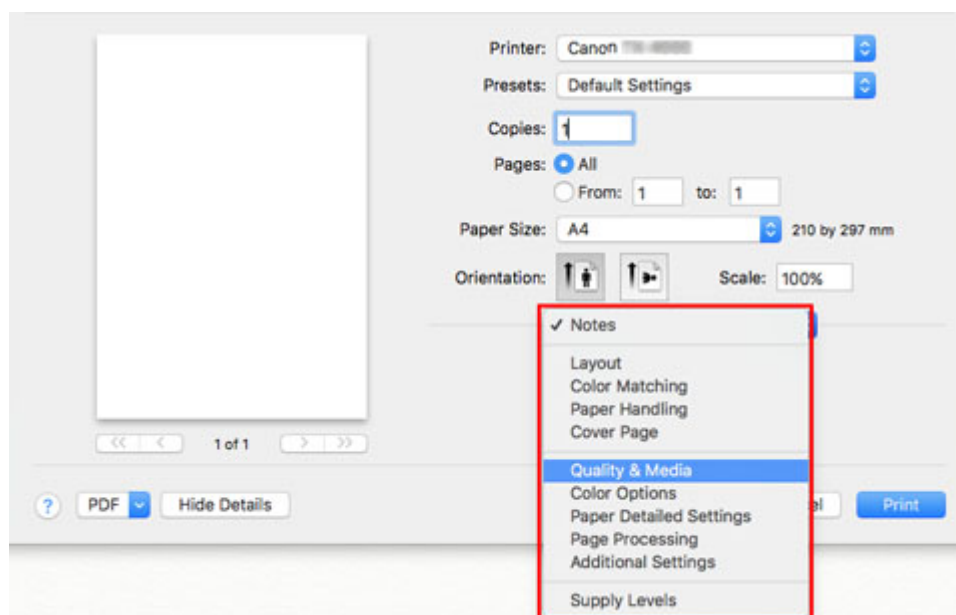 Printer: Canon
Presets: Default Settings
Copies: 1
Pages: All
From: 1 to: 1
Paper Size: A4 210 by 297 mm
Orientation: Scale: 100%
✓ Notes
Layout
Color Matching
Paper Handling
Cover Page
<< < 1 of 1 > >>
Quality & Media
? PDF Hide Details Print
Color Options
Paper Detailed Settings
Page Processing
Additional Settings
Supply Levels